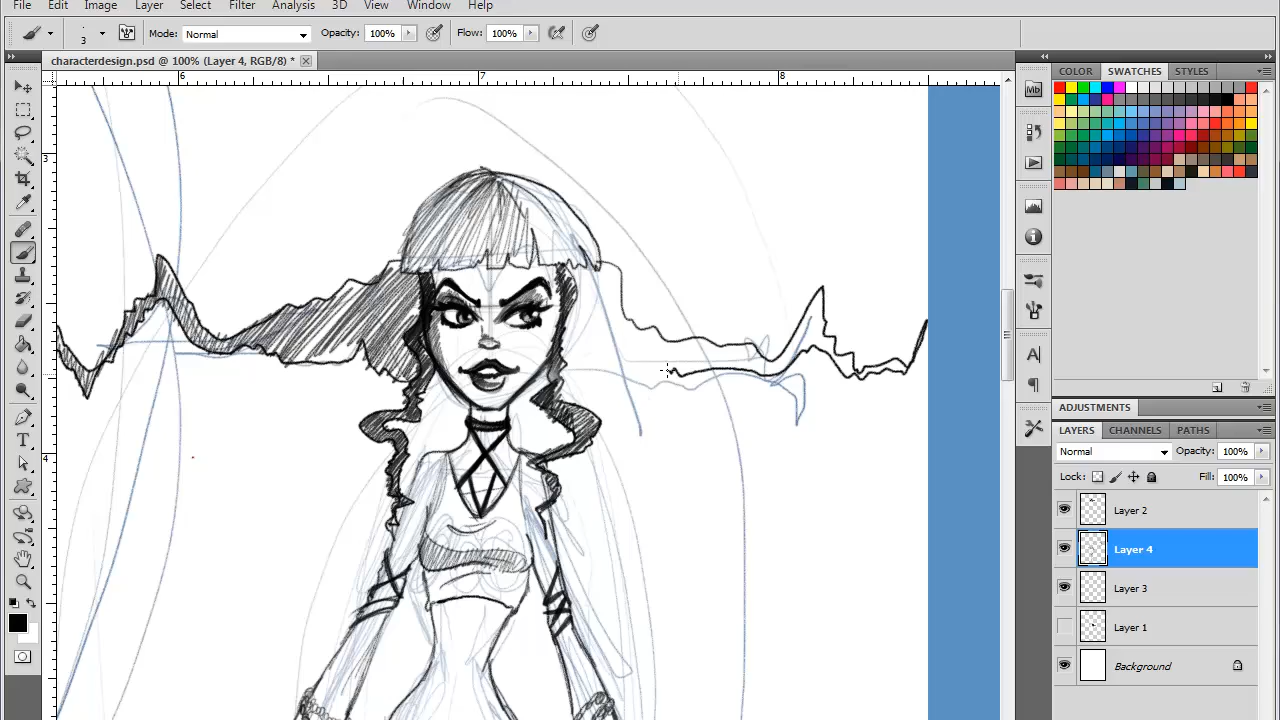 File Edit Image Layer Select Filter Analysis 3D View Window Help
3 Mode: Normal Opacity: 100% Flow: 100%
characterdesign.psd @ 100% (Layer 4, RGB/8) *
6 7 8
3
4
COLOR SWATCHES STYLES
Mb
ADJUSTMENTS
LAYERS CHANNELS PATHS
Normal Opacity: 100%
Lock: Fill: 100%
Layer 2
Layer 4
Layer 3
Layer 1
Background